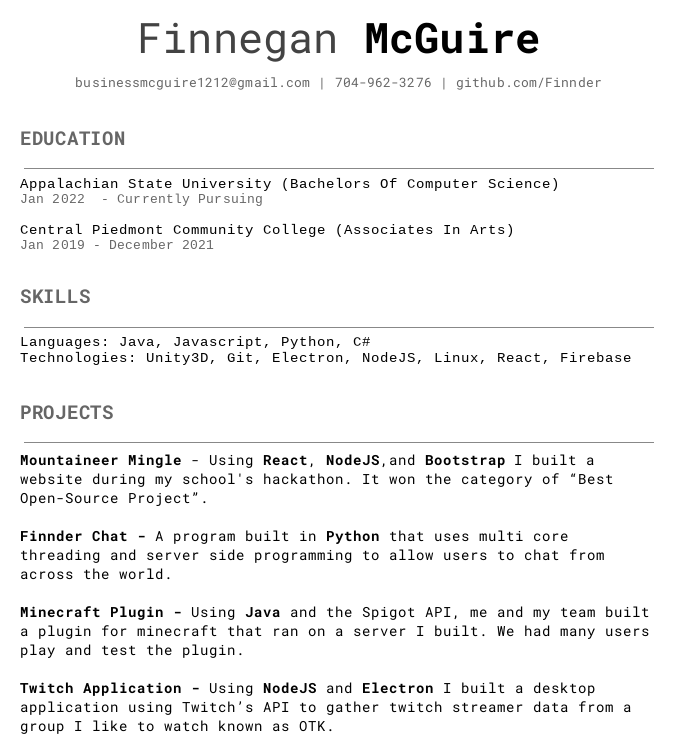 Finnegan McGuire
businessmcguire1212@gmail.com | 704-962-3276 | github.com/Finnder
EDUCATION
Appalachian State University (Bachelors Of Computer Science)
Jan 2022  - Currently Pursuing
Central Piedmont Community College (Associates In Arts)
Jan 2019 - December 2021
SKILLS
Languages: Java, Javascript, Python, C#
Technologies: Unity3D, Git, Electron, NodeJS, Linux, React, Firebase
PROJECTS
Mountaineer Mingle - Using React, NodeJS,and Bootstrap I built a
website during my school's hackathon. It won the category of “Best
Open-Source Project”.
Finnder Chat - A program built in Python that uses multi core
threading and server side programming to allow users to chat from
across the world.
Minecraft Plugin - Using Java and the Spigot API, me and my team built
a plugin for minecraft that ran on a server I built. We had many users
play and test the plugin.
Twitch Application - Using NodeJS and Electron I built a desktop
application using Twitch’s API to gather twitch streamer data from a
group I like to watch known as OTK.